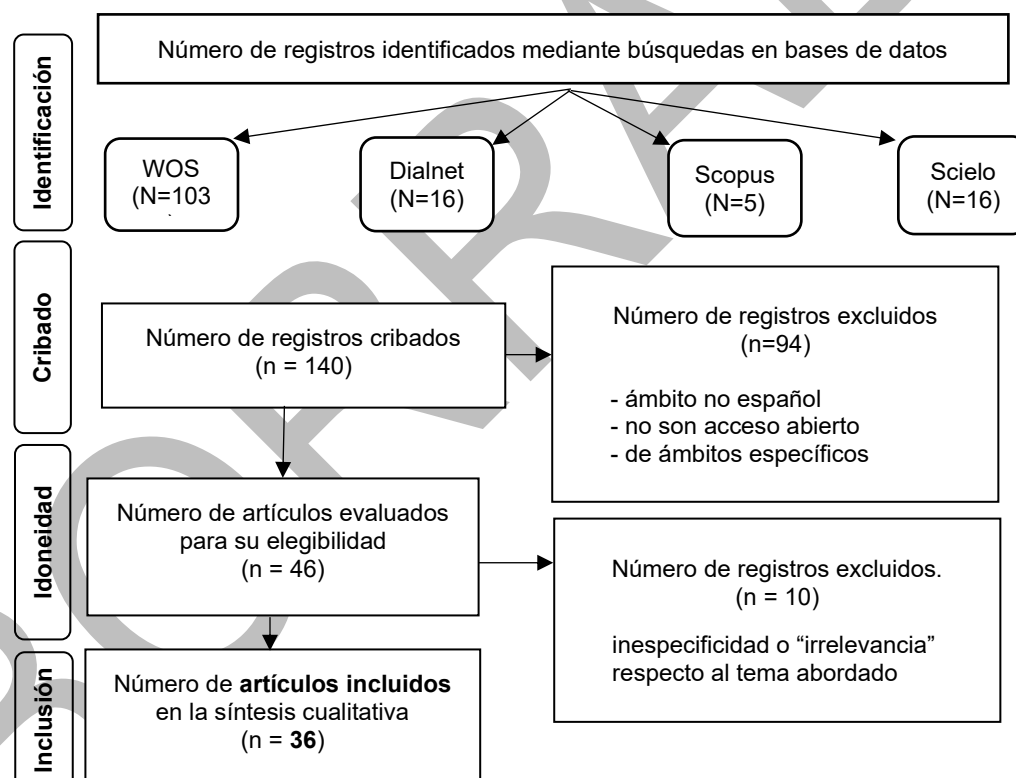 Identificación
Número de registros identificados mediante búsquedas en bases de datos
WOS
(N=103
Dialnet
(N=16)
Scopus
(N=5)
Scielo
(N=16)
Cribado
Número de registros cribados
(n = 140)
Número de registros excluidos
(n=94)
- ámbito no español
- no son acceso abierto
- de ámbitos específicos
Idoneidad
Número de artículos evaluados
para su elegibilidad
(n = 46)
Número de registros excluidos.
(n = 10)
inespecificidad o “irrelevancia”
respecto al tema abordado
Inclusión
Número de artículos incluidos
en la síntesis cualitativa
(n = 36)